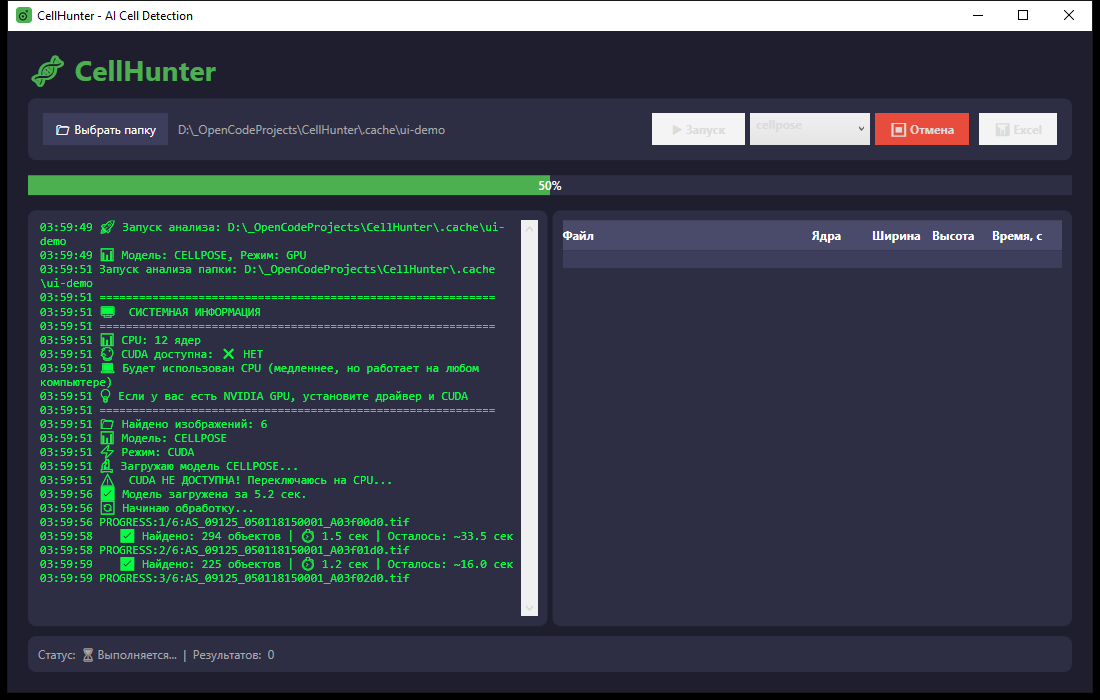 CellHunter - AI Cell Detection
CellHunter
Выбрать папку D:\_OpenCodeProjects\CellHunter\.cache\ui-demo Запуск cellpose Отмена Excel
50%
03:59:49 Запуск анализа: D:\_OpenCodeProjects\CellHunter\.cache\ui-
demo
03:59:49 Модель: CELLPOSE, Режим: GPU
03:59:51 Запуск анализа папки: D:\_OpenCodeProjects\CellHunter\.cache
\ui-demo
03:59:51 ============================================================
03:59:51 СИСТЕМНАЯ ИНФОРМАЦИЯ
03:59:51 ============================================================
03:59:51 CPU: 12 ядер
03:59:51 CUDA доступна: ❌ НЕТ
03:59:51 Будет использован CPU (медленнее, но работает на любом
компьютере)
03:59:51 Если у вас есть NVIDIA GPU, установите драйвер и CUDA
03:59:51 ============================================================
03:59:51 Найдено изображений: 6
03:59:51 Модель: CELLPOSE
03:59:51 Режим: CUDA
03:59:51 Загружаю модель CELLPOSE...
03:59:51 CUDA НЕ ДОСТУПНА! Переключаюсь на CPU...
03:59:56 Модель загружена за 5.2 сек.
03:59:56 Начинаю обработку...
03:59:56 PROGRESS:1/6:AS_09125_050118150001_A03f00d0.tif
03:59:58 Найдено: 294 объектов | 1.5 сек | Осталось: ~33.5 сек
03:59:58 PROGRESS:2/6:AS_09125_050118150001_A03f01d0.tif
03:59:59 Найдено: 225 объектов | 1.2 сек | Осталось: ~16.0 сек
03:59:59 PROGRESS:3/6:AS_09125_050118150001_A03f02d0.tif
Файл Ядра Ширина Высота Время, с
Статус: Выполняется... | Результатов: 0